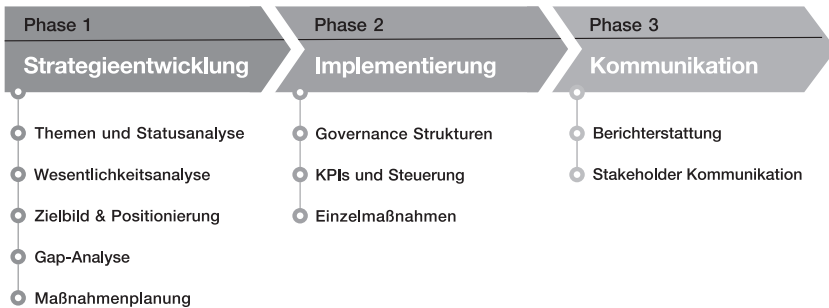 Phase 1
Strategieentwicklung
Themen und Statusanalyse
Wesentlichkeitsanalyse
Zielbild & Positionierung
Gap-Analyse
Maßnahmenplanung
Phase 2
Implementierung
Governance Strukturen
KPIs und Steuerung
Einzelmaßnahmen
Phase 3
Kommunikation
Berichterstattung
Stakeholder Kommunikation